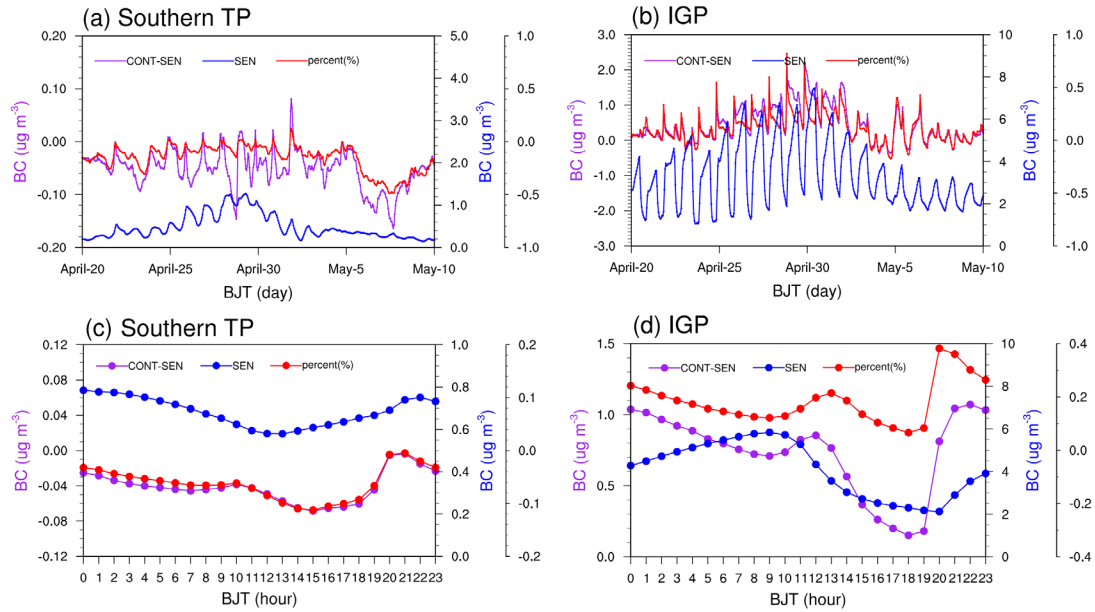 (a) Southern TP
0.20 5.0 1.0
CONT-SEN SEN percent(%)
0.10 4.0 0.5
0.00 3.0 0.0
-0.10 2.0 -0.5
1.0
-0.20 0.0 -1.0
BC (ug m-3)
BC (ug m-3)
April-20 April-25 April-30 May-5 May-10
BJT (day)
(b) IGP
3.0 10 1.0
CONT-SEN SEN percent(%)
2.0 8 0.5
1.0 6
0.0 0.0
-1.0 4 -0.5
-2.0 2
-3.0 0 -1.0
BC (ug m-3)
BC (ug m-3)
April-20 April-25 April-30 May-5 May-10
BJT (day)
(c) Southern TP
0.12 1.0 0.2
CONT-SEN SEN percent(%)
0.08 0.8 0.1
0.04 0.6
0.00 0.0
-0.04 0.4 -0.1
-0.08 0.2
-0.12 0.0 -0.2
BC (ug m-3)
BC (ug m-3)
0 1 2 3 4 5 6 7 8 9 10 11 12 13 14 15 16 17 18 19 20 21 22 23
BJT (hour)
(d) IGP
1.5 10 0.4
CONT-SEN SEN percent(%)
8 0.2
1.0 6
0.0
0.5 4 -0.2
2
0.0 0 -0.4
BC (ug m-3)
BC (ug m-3)
0 1 2 3 4 5 6 7 8 9 10 11 12 13 14 15 16 17 18 19 20 21 22 23
BJT (hour)